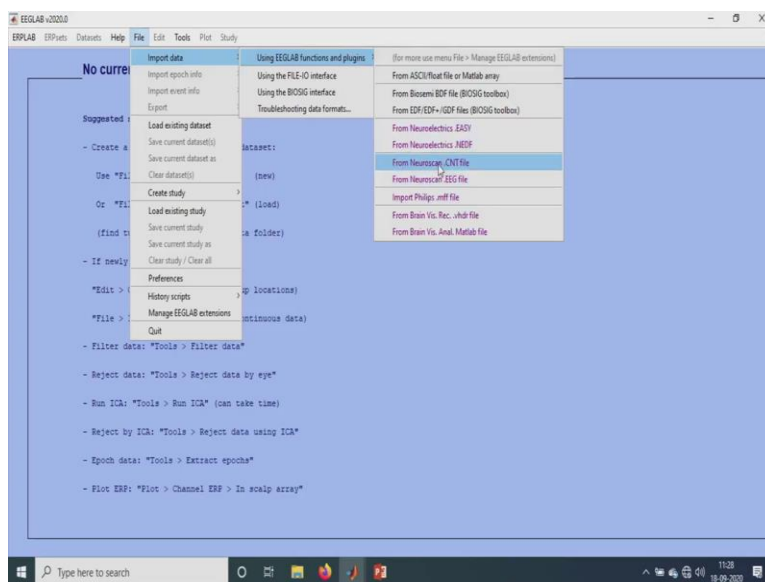 EEGLAB v2020.0
ERPLAB ERPsets Datasets Help File Edit Tools Plot Study
No curre
Suggested
- Create a
Use "Fi
Or "Fi
(find t
- If newly
"Edit >
"File >
dataset:
(new)
" (load)
a folder)
up locations)
ntinuous data)
- Filter data: "Tools > Filter data"
- Reject data: "Tools > Reject data by eye"
- Run ICA: "Tools > Run ICA" (can take time)
- Reject by ICA: "Tools > Reject data using ICA"
- Epoch data: "Tools > Extract epochs"
- Plot ERP: "Plot > Channel ERP > In scalp array"
Import data
Import epoch info
Import event info
Export
Load existing dataset
Save current dataset(s)
Save current dataset as
Clear dataset(s)
Create study
Load existing study
Save current study
Save current study as
Clear study / Clear all
Preferences
History scripts
Manage EEGLAB extensions
Quit
Using EEGLAB functions and plugins
Using the FILE-IO interface
Using the BIOSIG interface
Troubleshooting data formats...
(for more use menu File > Manage EEGLAB extensions)
From ASCII/float file or Matlab array
From Biosemi BDF file (BIOSIG toolbox)
From EDF/EDF+/GDF files (BIOSIG toolbox)
From Neuroelectrics .EASY
From Neuroelectrics .NEDF
From Neuroscan .CNT file
From Neuroscan .EEG file
Import Philips .mff file
From Brain Vis. Rec. .vhdr file
From Brain Vis. Anal. Matlab file
Type here to search
11:28
18-09-2020